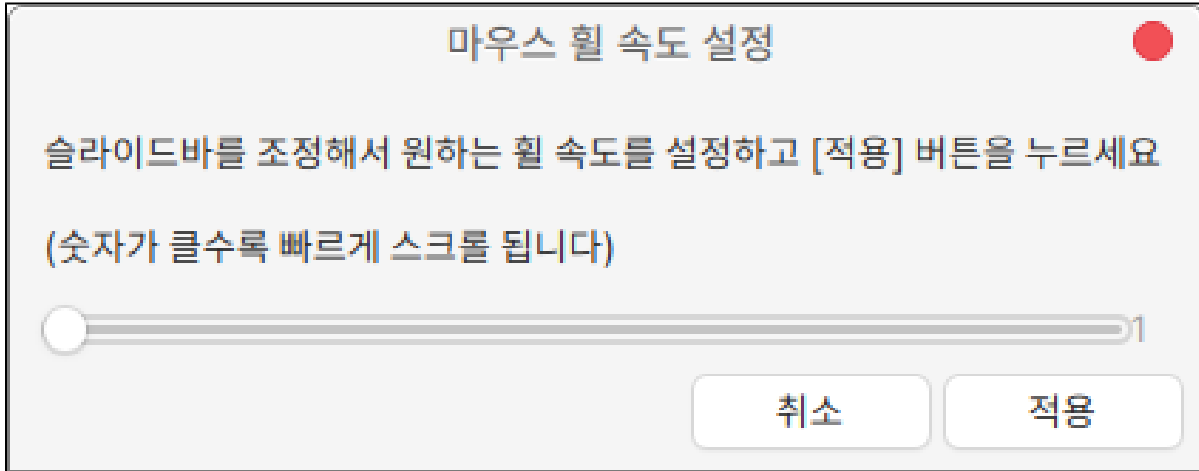 마우스 휠 속도 설정
슬라이드바를 조정해서 원하는 휠 속도를 설정하고 [적용] 버튼을 누르세요
(숫자가 클수록 빠르게 스크롤 됩니다)
1
취소 적용